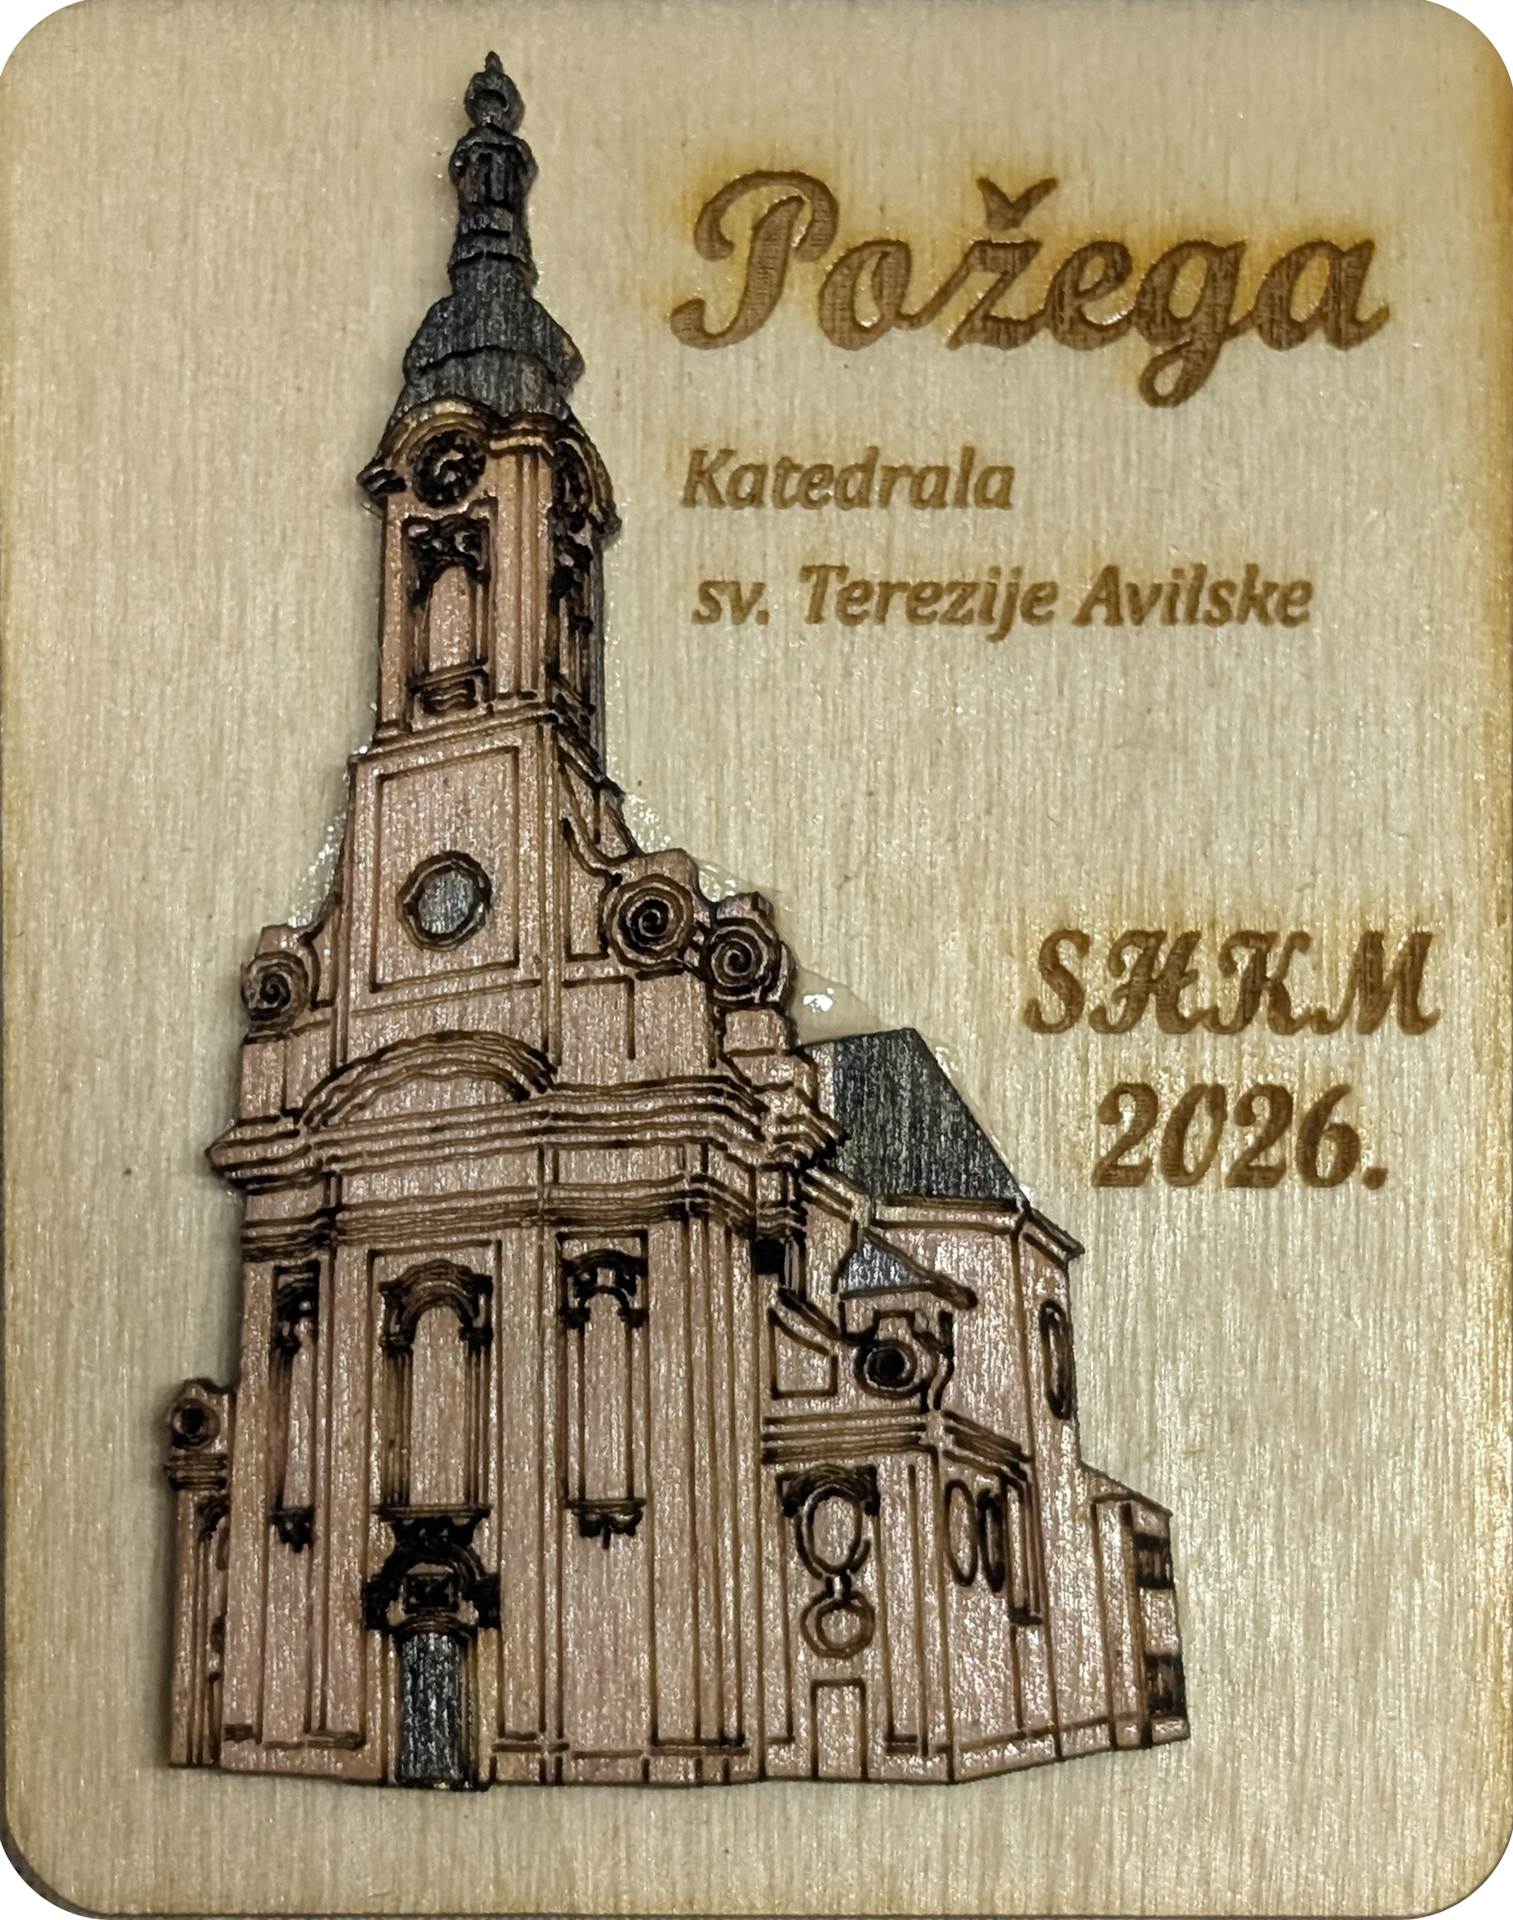 Požega
Katedrala
sv. Terezije Avilske
SHKM
2026.